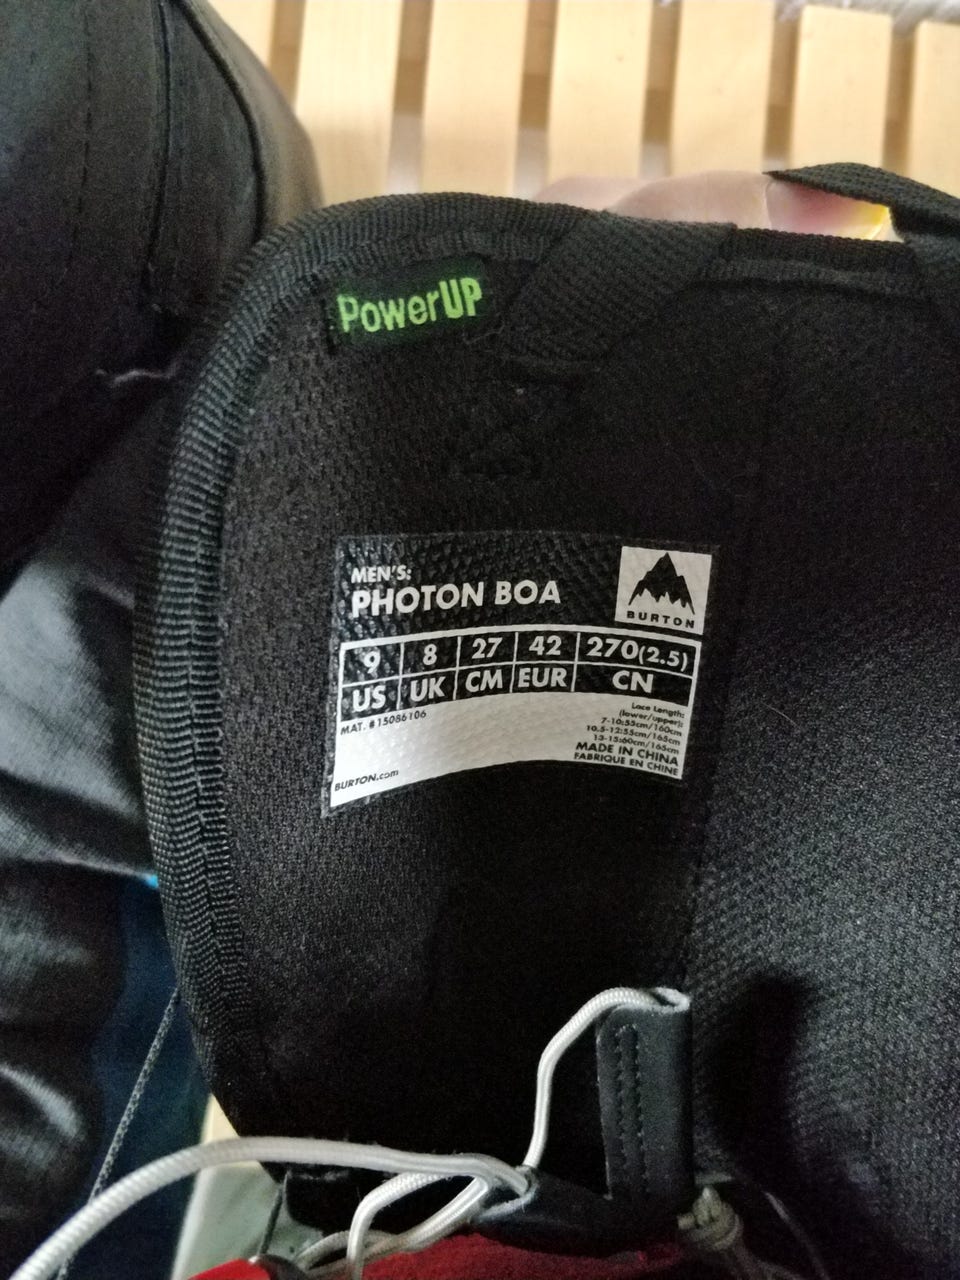 PowerUP
MEN'S:
PHOTON BOA
BURTON
9 8 27 42 270(2.5)
US UK CM EUR CN
MAT. #15086106
Lace Length:
(lower/upper):
7-10:55cm/160cm
10.5-12:55cm/165cm
13-15:60cm/165cm
MADE IN CHINA
FABRIQUE EN CHINE
BURTON.com